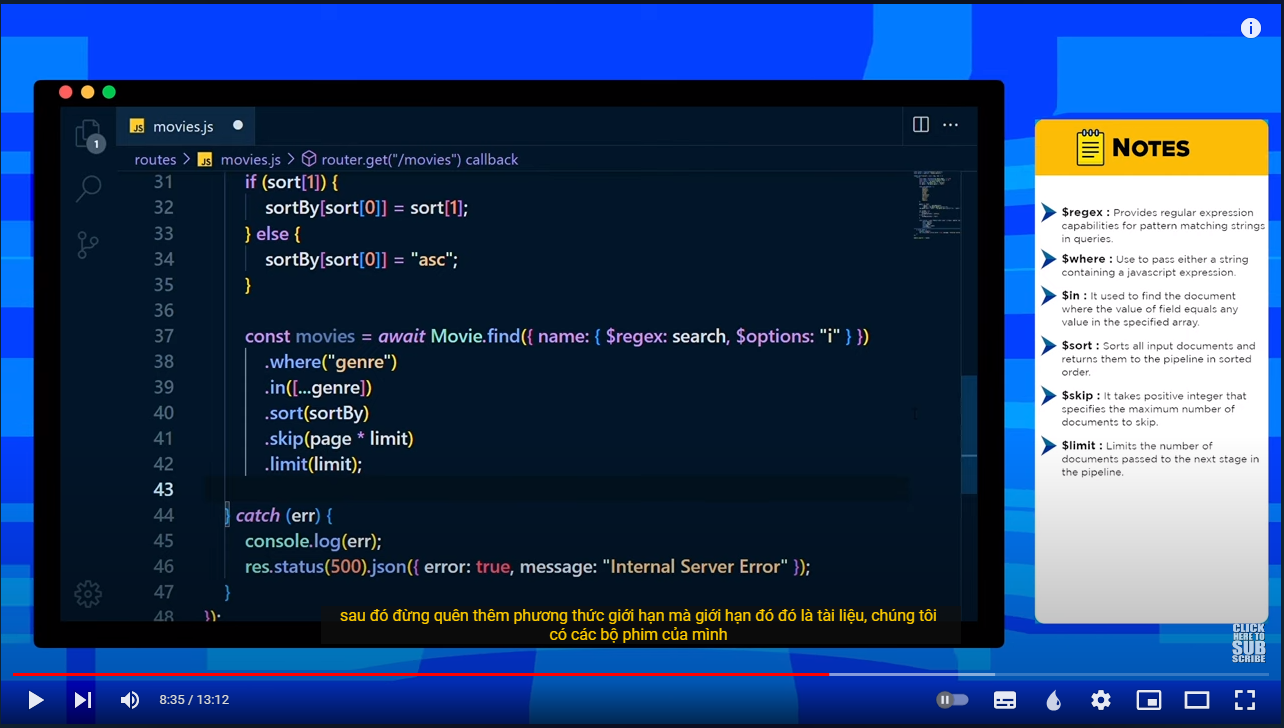 movies.js
1
routes > movies.js > router.get("/movies") callback
31 if (sort[1]) {
32 sortBy[sort[0]] = sort[1];
33 } else {
34 sortBy[sort[0]] = "asc";
35 }
36
37 const movies = await Movie.find({ name: { $regex: search, $options: "i" } })
38 .where("genre")
39 .in([...genre])
40 .sort(sortBy)
41 .skip(page * limit)
42 .limit(limit);
43
44 } catch (err) {
45 console.log(err);
46 res.status(500).json({ error: true, message: "Internal Server Error" });
47 }
48 });
sau đó đừng quên thêm phương thức giới hạn mà giới hạn đó đó là tài liệu, chúng tôi
có các bộ phim của mình
NOTES
$regex : Provides regular expression
capabilities for pattern matching strings
in queries.
$where : Use to pass either a string
containing a javascript expression.
$in : It used to find the document
where the value of field equals any
value in the specified array.
$sort : Sorts all input documents and
returns them to the pipeline in sorted
order.
$skip : It takes positive integer that
specifies the maximum number of
documents to skip.
$limit : Limits the number of
documents passed to the next stage in
the pipeline.
CLICK
HERE TO
SUB
SCRIBE
8:35 / 13:12